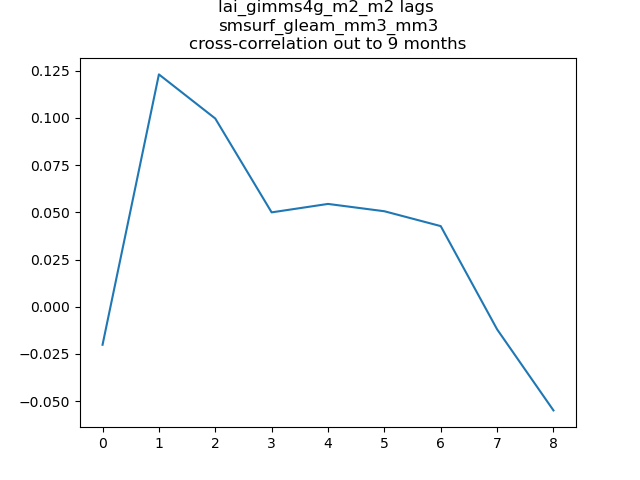 lai_gimms4g_m2_m2 lags
smsurf_gleam_mm3_mm3
cross-correlation out to 9 months
0.125
0.100
0.075
0.050
0.025
0.000
−0.025
−0.050
0 1 2 3 4 5 6 7 8